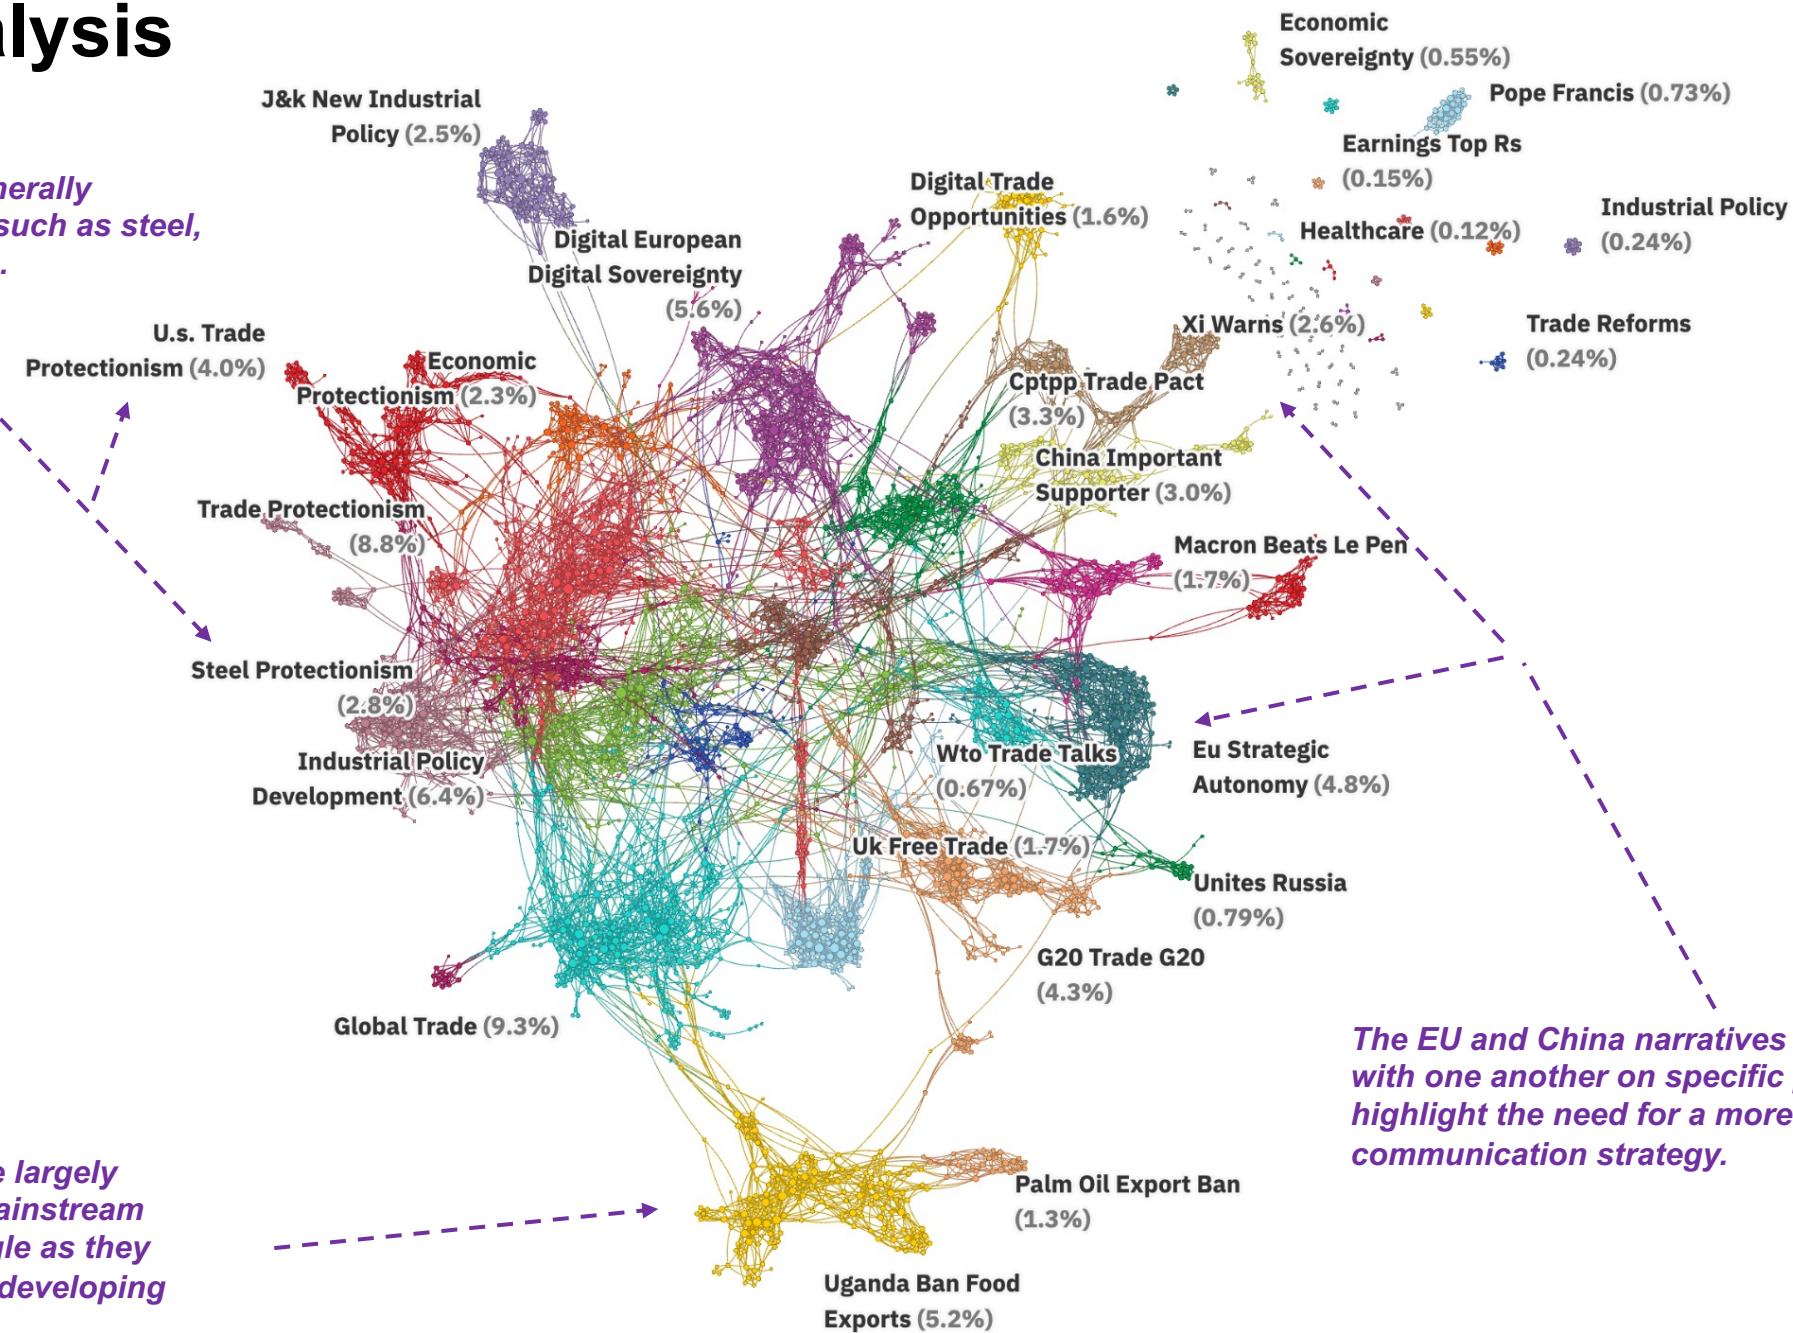 alysis
Economic
Sovereignty (0.55%)
Pope Francis (0.73%)
J&k New Industrial
Policy (2.5%)
Earnings Top Rs
(0.15%)
nerally
such as steel,
.
Digital Trade
Opportunities (1.6%)
Industrial Policy
(0.24%)
Healthcare (0.12%)
Digital European
Digital Sovereignty
(5.6%)
U.s. Trade
Protectionism (4.0%)
Xi Warns (2.6%)
Trade Reforms
(0.24%)
Economic
Protectionism (2.3%)
Cptpp Trade Pact
(3.3%)
China Important
Supporter (3.0%)
Trade Protectionism
(8.8%)
Macron Beats Le Pen
(1.7%)
Steel Protectionism
(2.8%)
Industrial Policy
Development (6.4%)
Wto Trade Talks
(0.67%)
Eu Strategic
Autonomy (4.8%)
Uk Free Trade (1.7%)
Unites Russia
(0.79%)
G20 Trade G20
(4.3%)
Global Trade (9.3%)
The EU and China narratives
with one another on specific
highlight the need for a more
communication strategy.
e largely
ainstream
gle as they
developing
Palm Oil Export Ban
(1.3%)
Uganda Ban Food
Exports (5.2%)